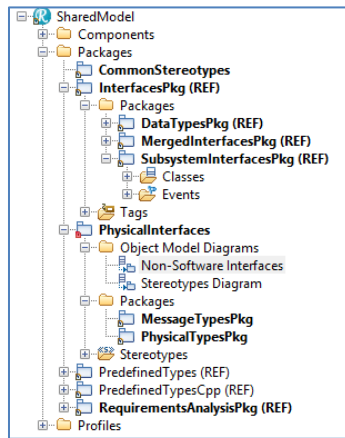 SharedModel
Components
Packages
CommonStereotypes
InterfacesPkg (REF)
Packages
DataTypesPkg (REF)
MergedInterfacesPkg (REF)
SubsystemInterfacesPkg (REF)
Classes
Events
Tags
PhysicalInterfaces
Object Model Diagrams
Non-Software Interfaces
Stereotypes Diagram
Packages
MessageTypesPkg
PhysicalTypesPkg
Stereotypes
PredefinedTypes (REF)
PredefinedTypesCpp (REF)
RequirementsAnalysisPkg (REF)
Profiles